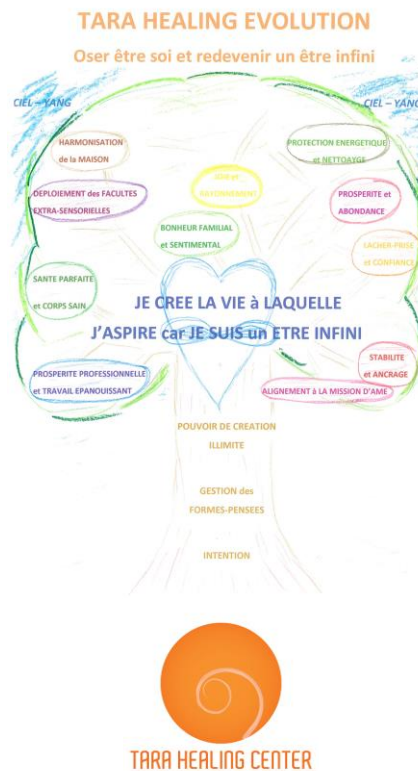 TARA HEALING EVOLUTION
Oser être soi et redevenir un être infini
CIEL – YANG
CIEL – YANG
HARMONISATION
de la MAISON
PROTECTION ENERGETIQUE
et NETTOAYGE
JOIE et
RAYONNEMENT
DEPLOIEMENT des FACULTES
EXTRA-SENSORIELLES
PROSPERITE et
ABONDANCE
BONHEUR FAMILIAL
et SENTIMENTAL
LACHER-PRISE
et CONFIANCE
SANTE PARFAITE
et CORPS SAIN
JE CREE LA VIE à LAQUELLE
J'ASPIRE car JE SUIS un ETRE INFINI
STABILITE
et ANCRAGE
PROSPERITE PROFESSIONNELLE
et TRAVAIL EPANOUISSANT
ALIGNEMENT à la MISSION D'AME
POUVOIR DE CREATION
ILLIMITE
GESTION des
FORMES-PENSEES
INTENTION
TARA HEALING CENTER